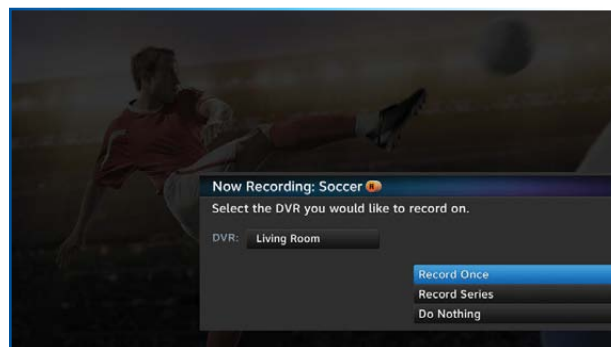 Now Recording: Soccer R
Select the DVR you would like to record on.
DVR: Living Room
Record Once
Record Series
Do Nothing